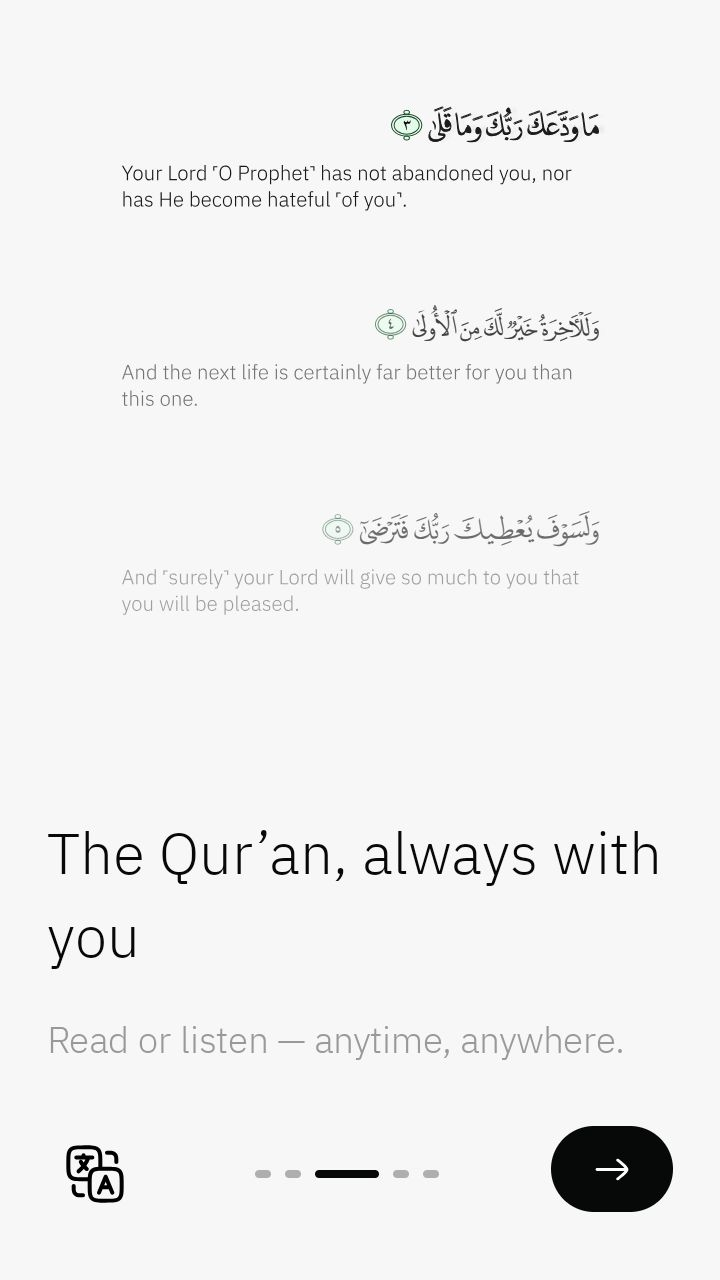 مَا وَدَّعَكَ رَبُّكَ وَمَا قَلَىٰ ٣
Your Lord ˹O Prophet˺ has not abandoned you, nor
has He become hateful ˹of you˺.
وَلَلْـَٔاخِرَةُ خَيْرٌ لَّكَ مِنَ ٱلْأُولَىٰ ٤
And the next life is certainly far better for you than
this one.
وَلَسَوْفَ يُعْطِيكَ رَبُّكَ فَتَرْضَىٰٓ ٥
And ˹surely˺ your Lord will give so much to you that
you will be pleased.
The Qur’an, always with
you
Read or listen — anytime, anywhere.
文
A